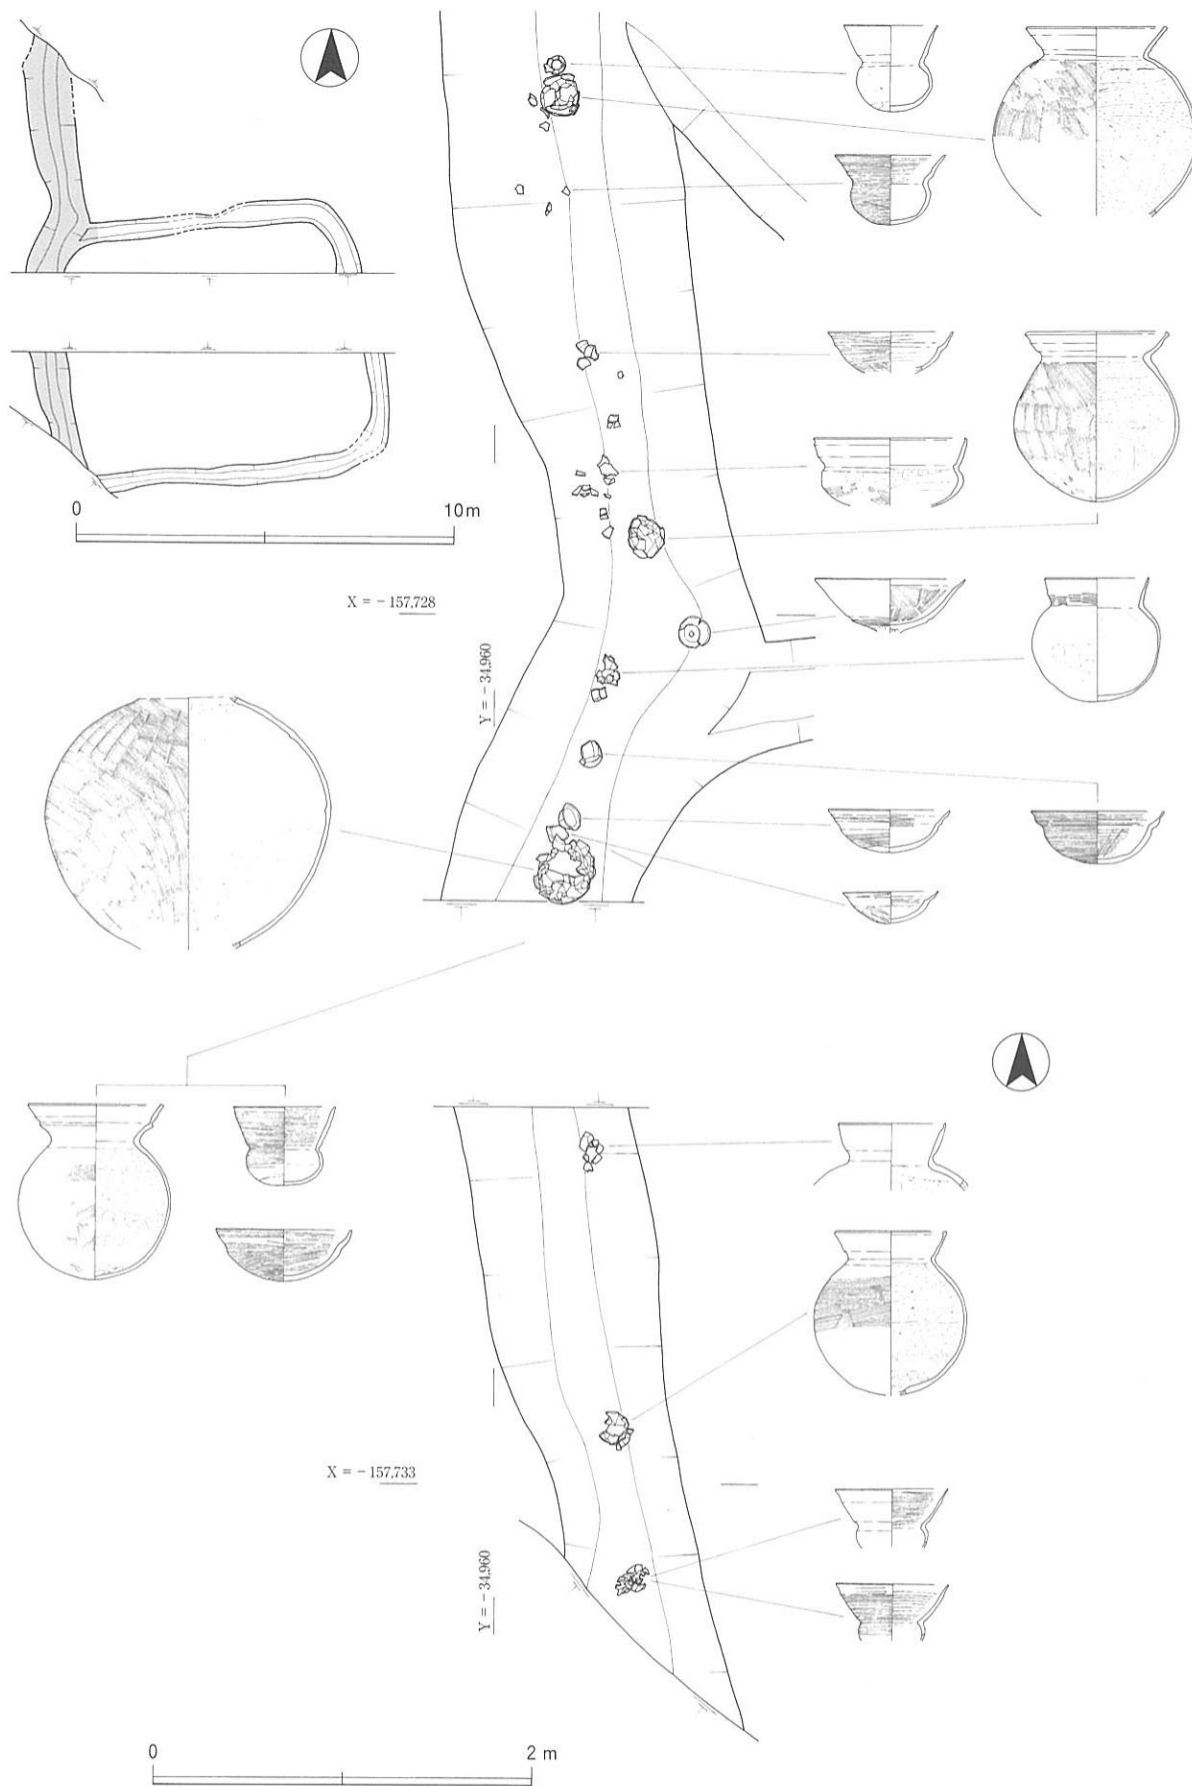 0 10m
X = - 157,728
Y = - 34,960
X = - 157,733
Y = - 34,960
0 2 m